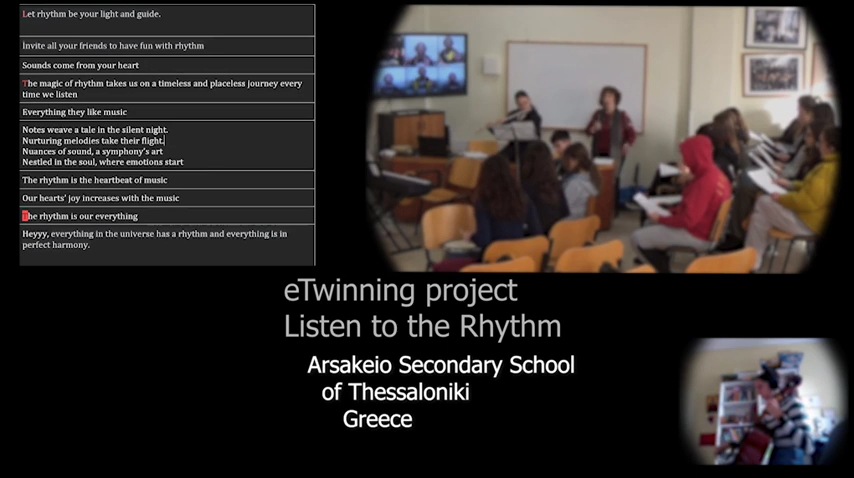 Let rhythm be your light and guide.
Invite all your friends to have fun with rhythm
Sounds come from your heart
The magic of rhythm takes us on a timeless and placeless journey every
time we listen
Everything they like music
Notes weave a tale in the silent night.
Nurturing melodies take their flight.
Nuances of sound, a symphony's art
Nestled in the soul, where emotions start
The rhythm is the heartbeat of music
Our hearts' joy increases with the music
The rhythm is our everything
Heyyy, everything in the universe has a rhythm and everything is in
perfect harmony.
eTwinning project
Listen to the Rhythm
Arsakeio Secondary School
of Thessaloniki
Greece